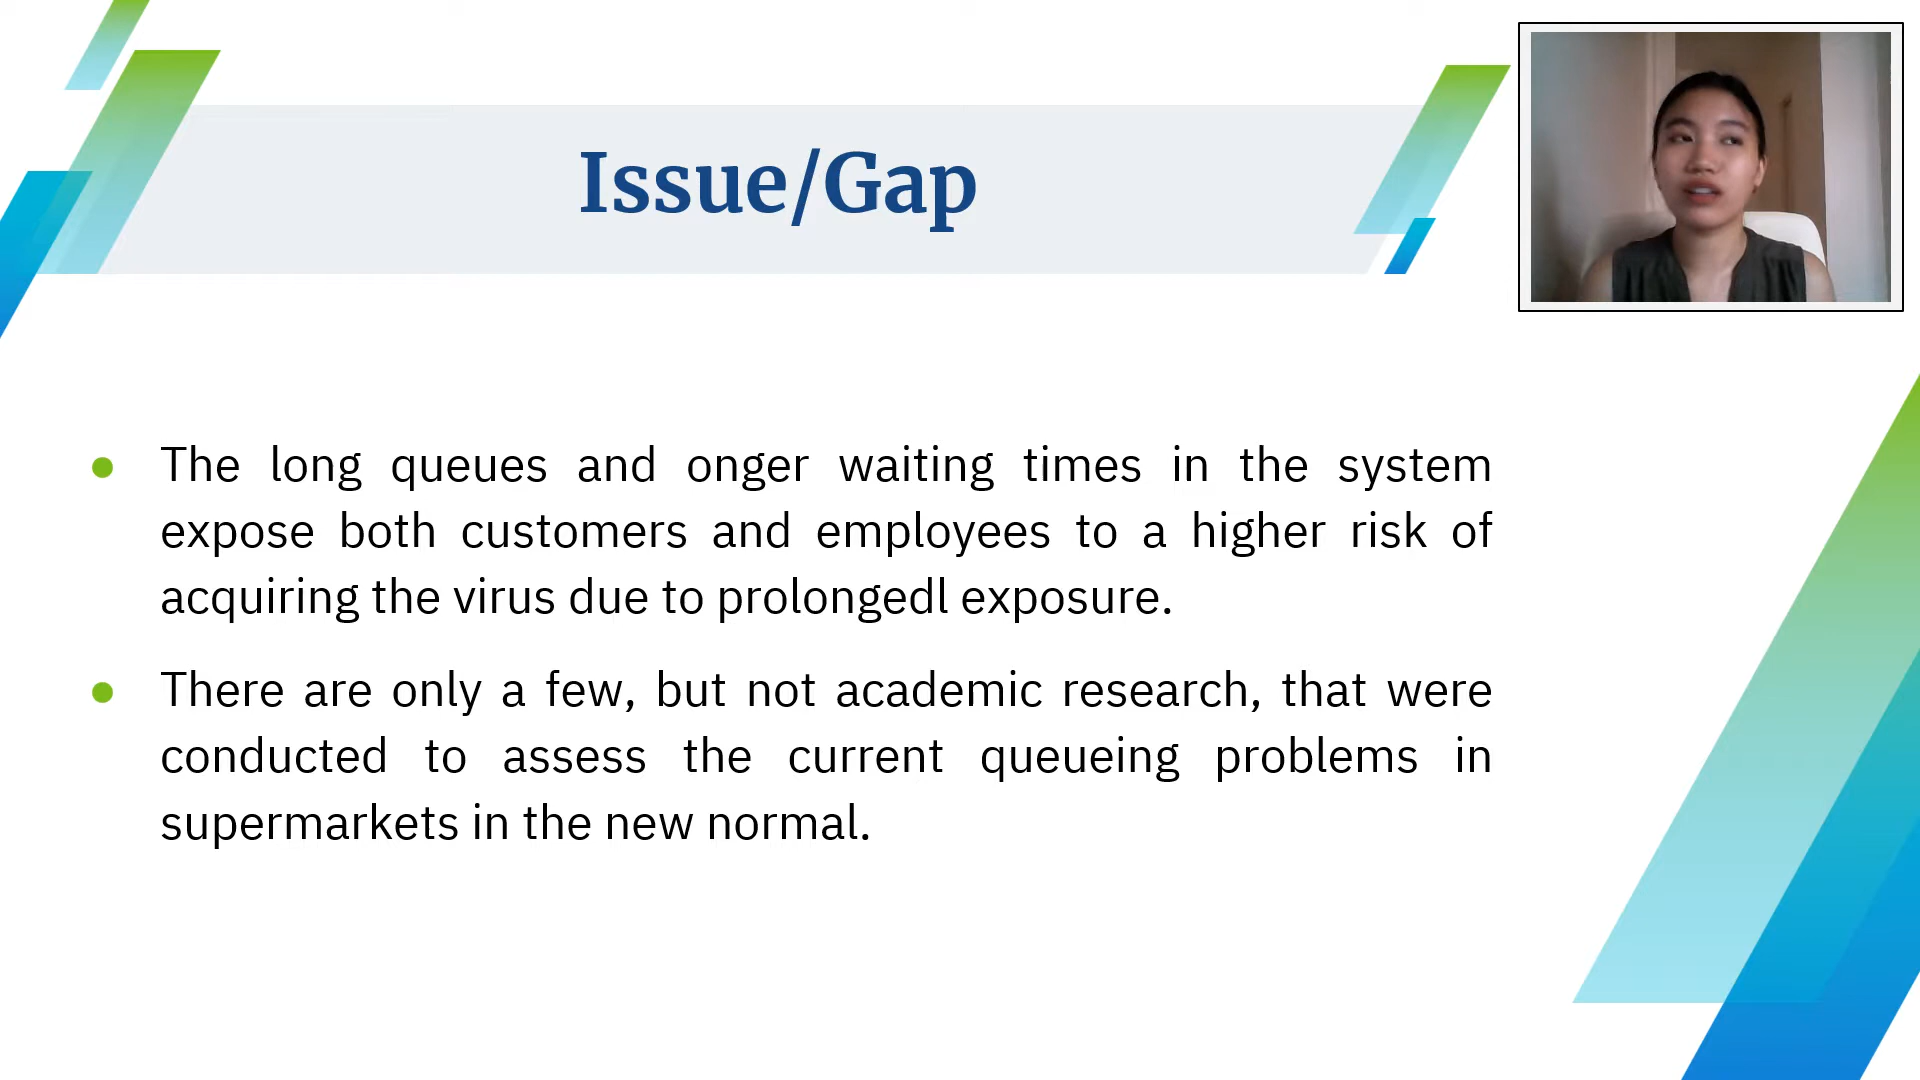 Issue/Gap
The long queues and onger waiting times in the system
expose both customers and employees to a higher risk of
acquiring the virus due to prolongedl exposure.
There are only a few, but not academic research, that were
conducted to assess the current queueing problems in
supermarkets in the new normal.